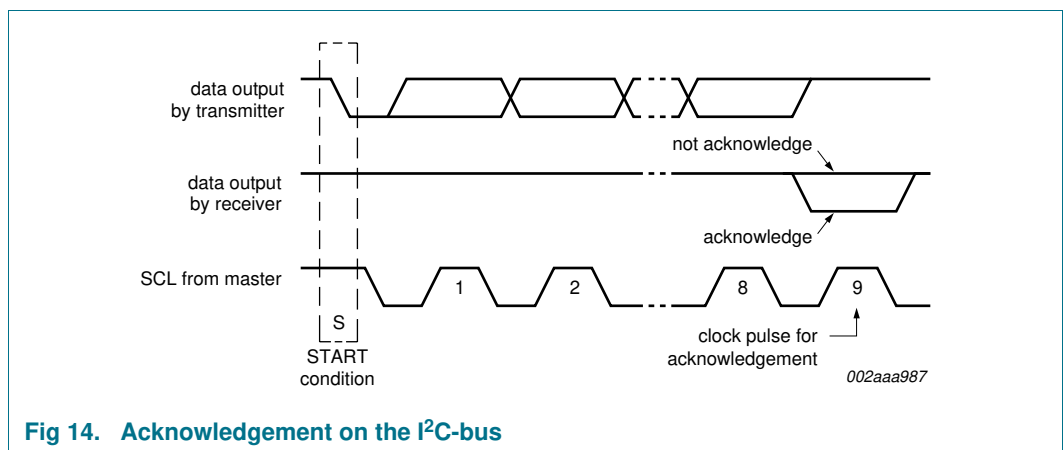 data output
by transmitter
not acknowledge
data output
by receiver
acknowledge
SCL from master
1
2
8
9
S
START
condition
clock pulse for
acknowledgement
002aaa987
Fig 14. Acknowledgement on the I²C-bus